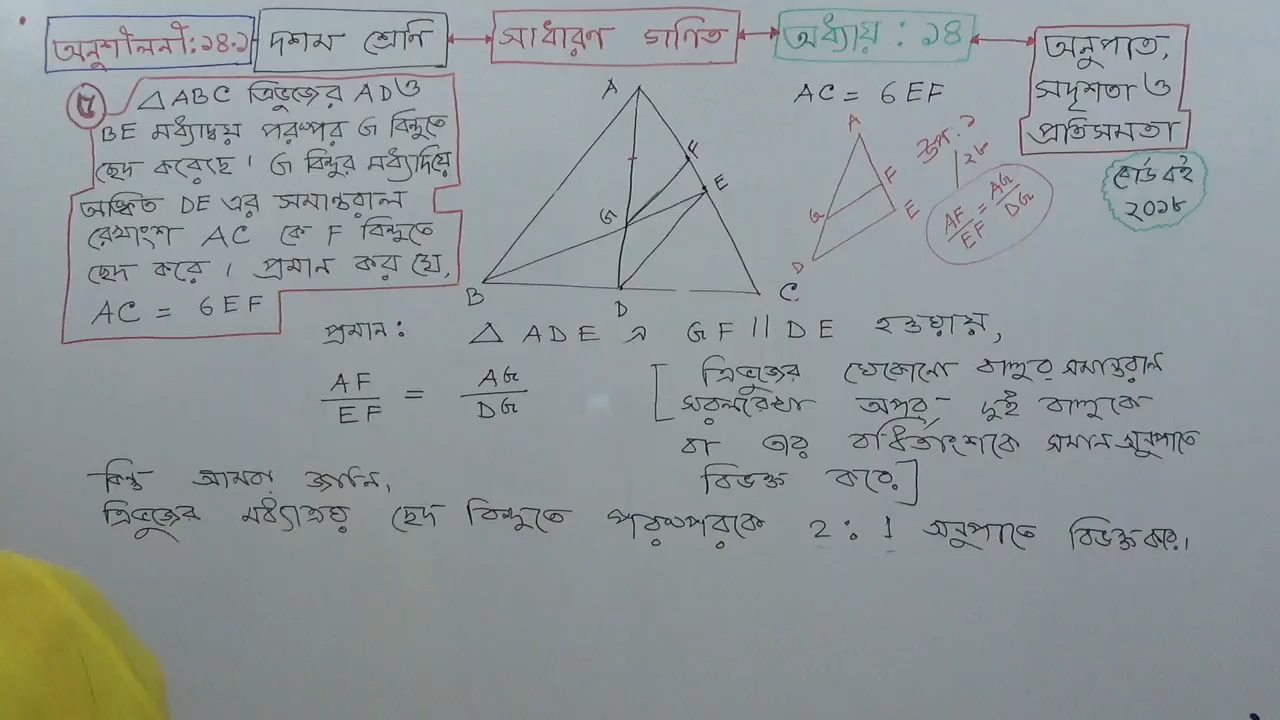 অনুশীলনী: ১৪.১
দশম শ্রেনি
সাধারণ গণিত
অধ্যায় : ১৪
অনুপাত,
সদৃশতা ও
প্রতিসমতা
△ABC ত্রিভুজের AD ও
BE মধ্যমাদ্বয় পরষ্পর G বিন্দুতে
ছেদ করেছে। G বিন্দুর মধ্যদিয়ে
অঙ্কিত DE এর সমান্তরাল
রেখাংশ AC কে F বিন্দুতে
ছেদ করে। প্রমান কর যে,
AC = 6EF
A
F
E
G
B
D
C
AC = 6EF
A
F
G
E
D
AF/EF = AG/DG
বোর্ড বই
২০১৮
প্রমান: △ ADE এ GF || DE হওয়ায়,
AF/EF = AG/DG
[ ত্রিভুজের যেকোনো বাহুর সমান্তরাল
সরলরেখা অপর দুই বাহুকে
বা তার বর্ধিতাংশকে সমান অনুপাতে
বিভক্ত করে ]
কিন্তু আমরা জানি,
ত্রিভুজের মধ্যমাত্রয় ছেদ বিন্দুতে পরস্পরকে 2 : 1 অনুপাতে বিভক্ত করে।